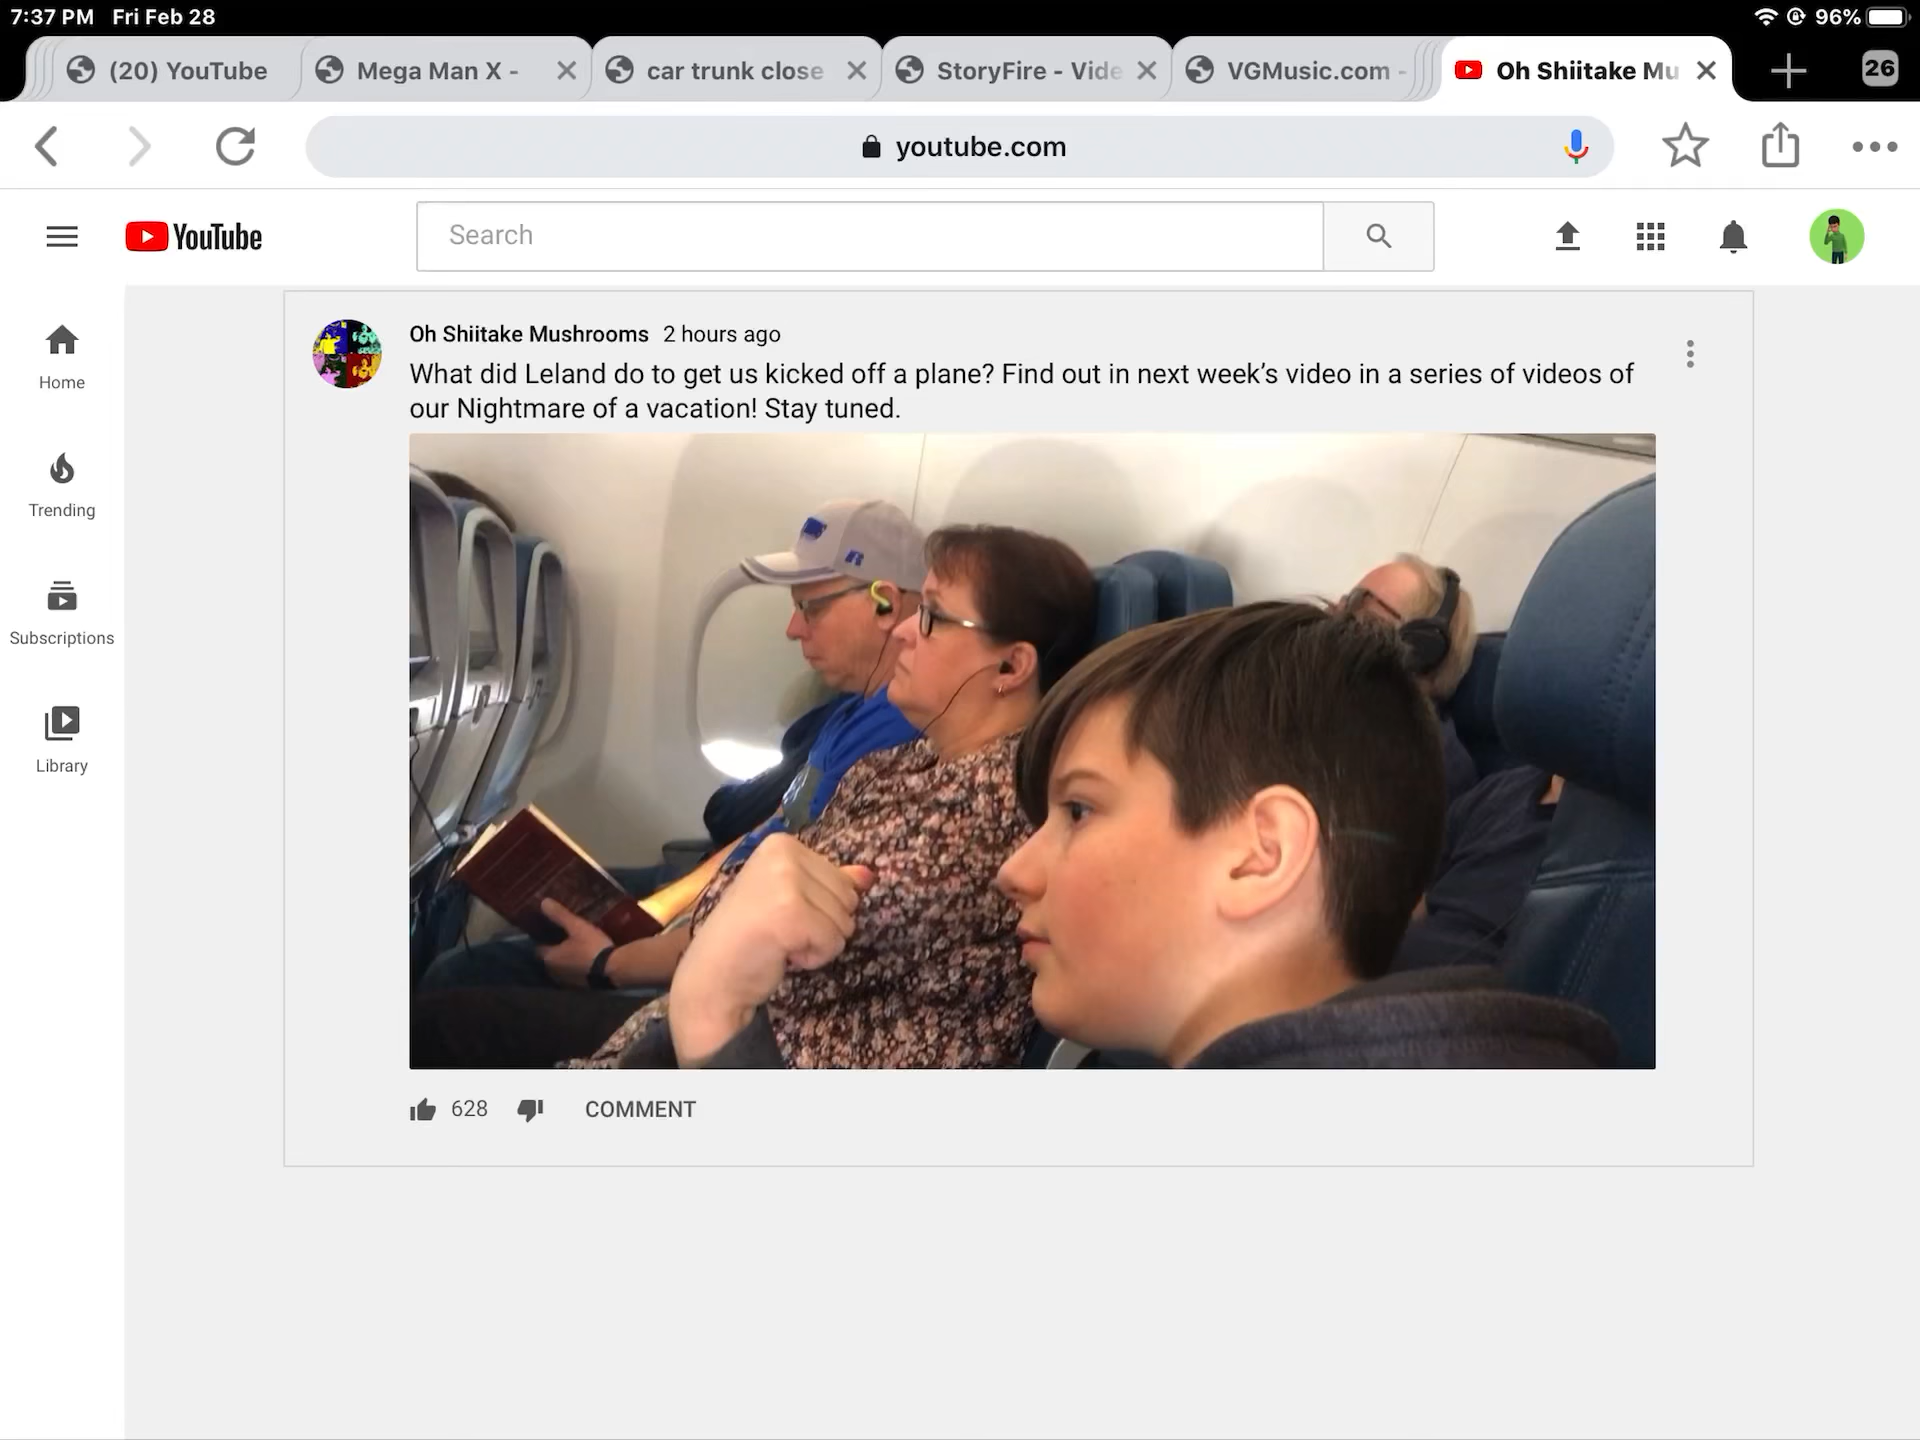 7:37 PM Fri Feb 28
96%
(20) YouTube
Mega Man X -
car trunk close
StoryFire - Vide
VGMusic.com -
Oh Shiitake Mu
26
youtube.com
YouTube
Search
Home
Trending
Subscriptions
Library
Oh Shiitake Mushrooms 2 hours ago
What did Leland do to get us kicked off a plane? Find out in next week’s video in a series of videos of
our Nightmare of a vacation! Stay tuned.
628
COMMENT